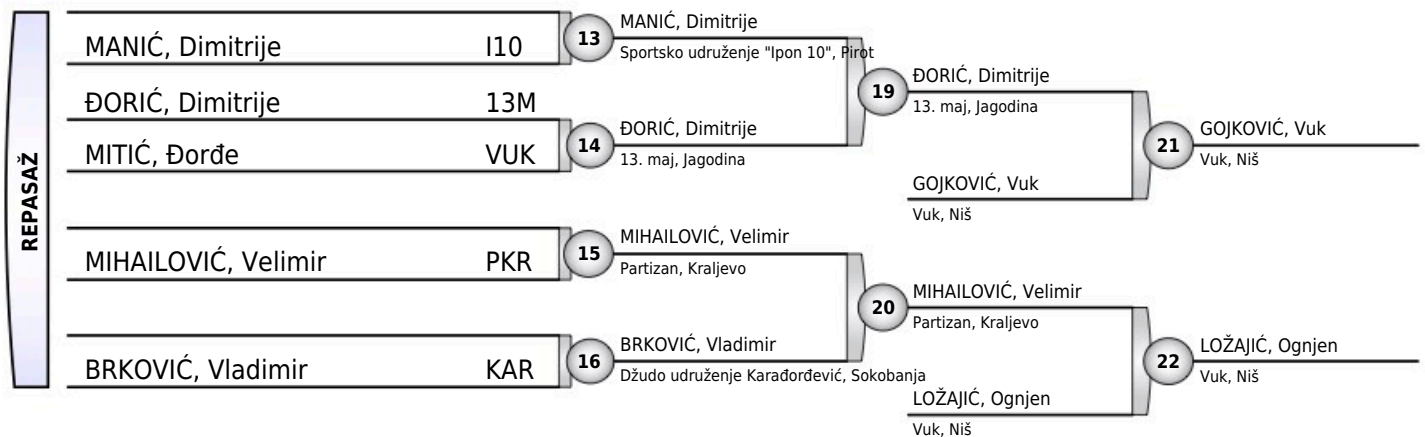 REPASAŽ
MANIĆ, Dimitrije I10
ĐORIĆ, Dimitrije 13M
MITIĆ, Đorđe VUK
MIHAILOVIĆ, Velimir PKR
BRKOVIĆ, Vladimir KAR
13
MANIĆ, Dimitrije
Sportsko udruženje "Ipon 10", Pirot
14
ĐORIĆ, Dimitrije
13. maj, Jagodina
15
MIHAILOVIĆ, Velimir
Partizan, Kraljevo
16
BRKOVIĆ, Vladimir
Džudo udruženje Karađorđević, Sokobanja
19
ĐORIĆ, Dimitrije
13. maj, Jagodina
GOJKOVIĆ, Vuk
Vuk, Niš
20
MIHAILOVIĆ, Velimir
Partizan, Kraljevo
LOŽAJIĆ, Ognjen
Vuk, Niš
21
GOJKOVIĆ, Vuk
Vuk, Niš
22
LOŽAJIĆ, Ognjen
Vuk, Niš